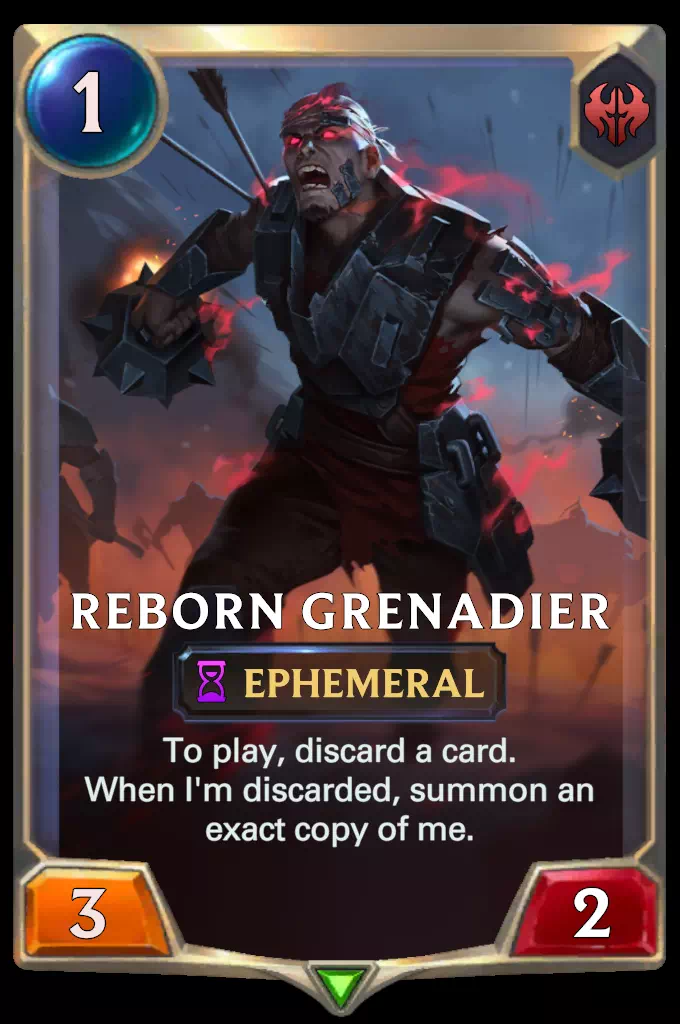 1
REBORN GRENADIER
EPHEMERAL
To play, discard a card.
When I'm discarded, summon an
exact copy of me.
3
2